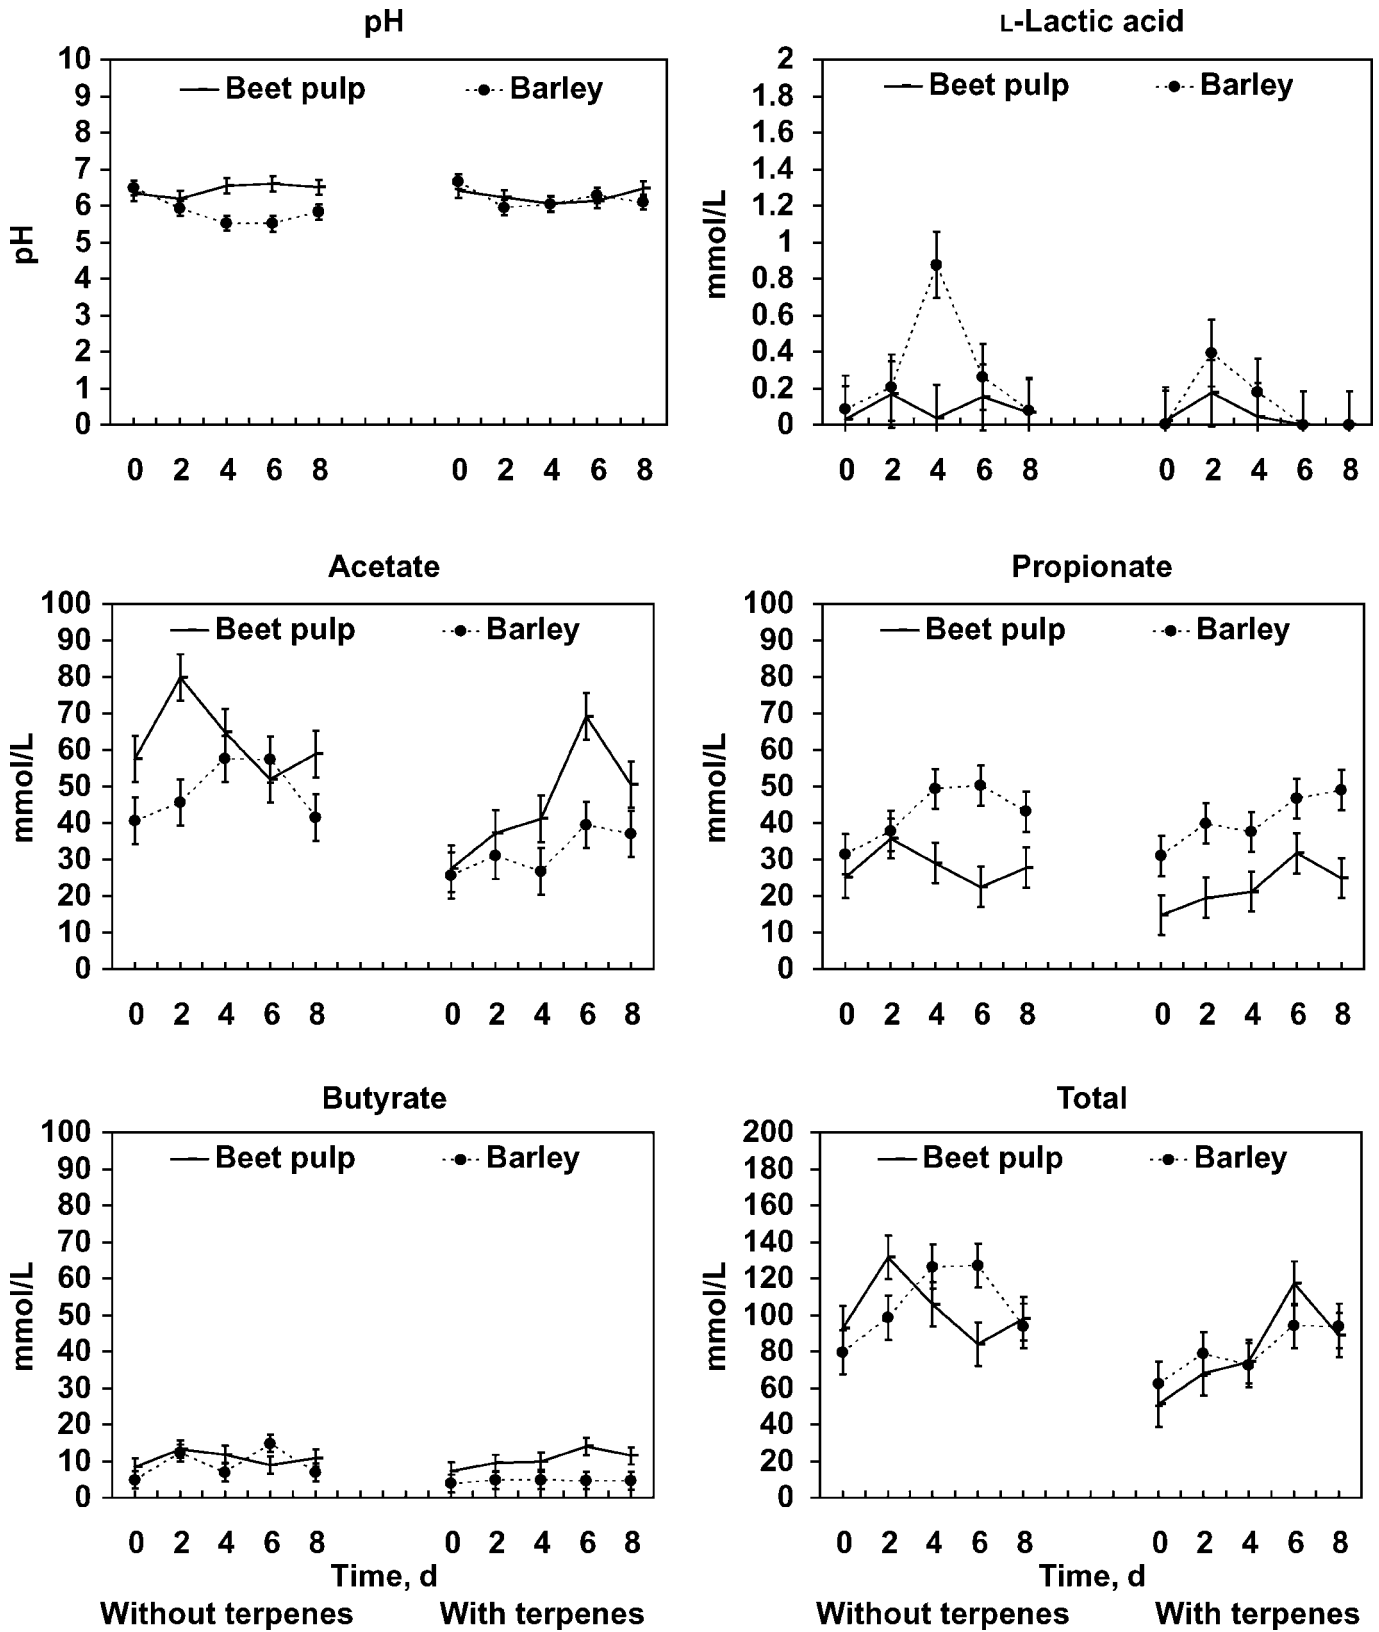 pH
10
9
8
7
6
5
4
3
2
1
0
pH
Beet pulp Barley
0 2 4 6 8 0 2 4 6 8
L-Lactic acid
2
1.8
1.6
1.4
1.2
1
0.8
0.6
0.4
0.2
0
mmol/L
Beet pulp Barley
0 2 4 6 8 0 2 4 6 8
Acetate
100
90
80
70
60
50
40
30
20
10
0
mmol/L
Beet pulp Barley
0 2 4 6 8 0 2 4 6 8
Propionate
100
90
80
70
60
50
40
30
20
10
0
mmol/L
Beet pulp Barley
0 2 4 6 8 0 2 4 6 8
Butyrate
100
90
80
70
60
50
40
30
20
10
0
mmol/L
Beet pulp Barley
0 2 4 6 8 0 2 4 6 8
Time, d
Without terpenes With terpenes
Total
200
180
160
140
120
100
80
60
40
20
0
mmol/L
Beet pulp Barley
0 2 4 6 8 0 2 4 6 8
Time, d
Without terpenes With terpenes